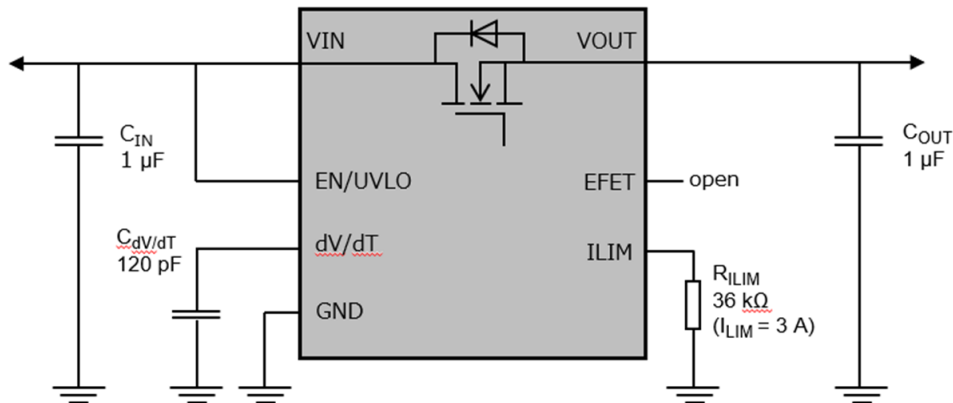 VIN
VOUT
CIN
1 µF
COUT
1 µF
EN/UVLO
EFET
open
CdV/dT
120 pF
dV/dT
ILIM
RILIM
36 kΩ
(ILIM = 3 A)
GND